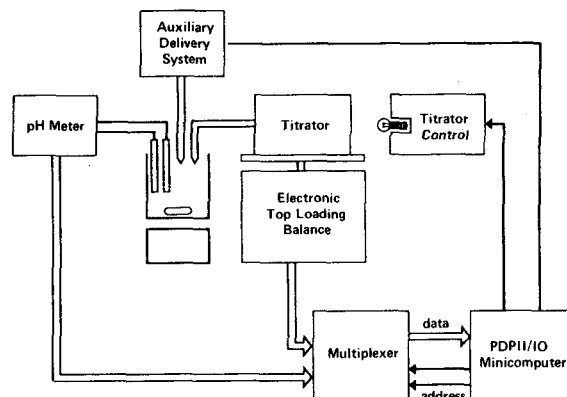 Auxiliary
Delivery
System
pH Meter
Titrator
Titrator
Control
Electronic
Top Loading
Balance
data
Multiplexer
PDPII/IO
Minicomputer
address